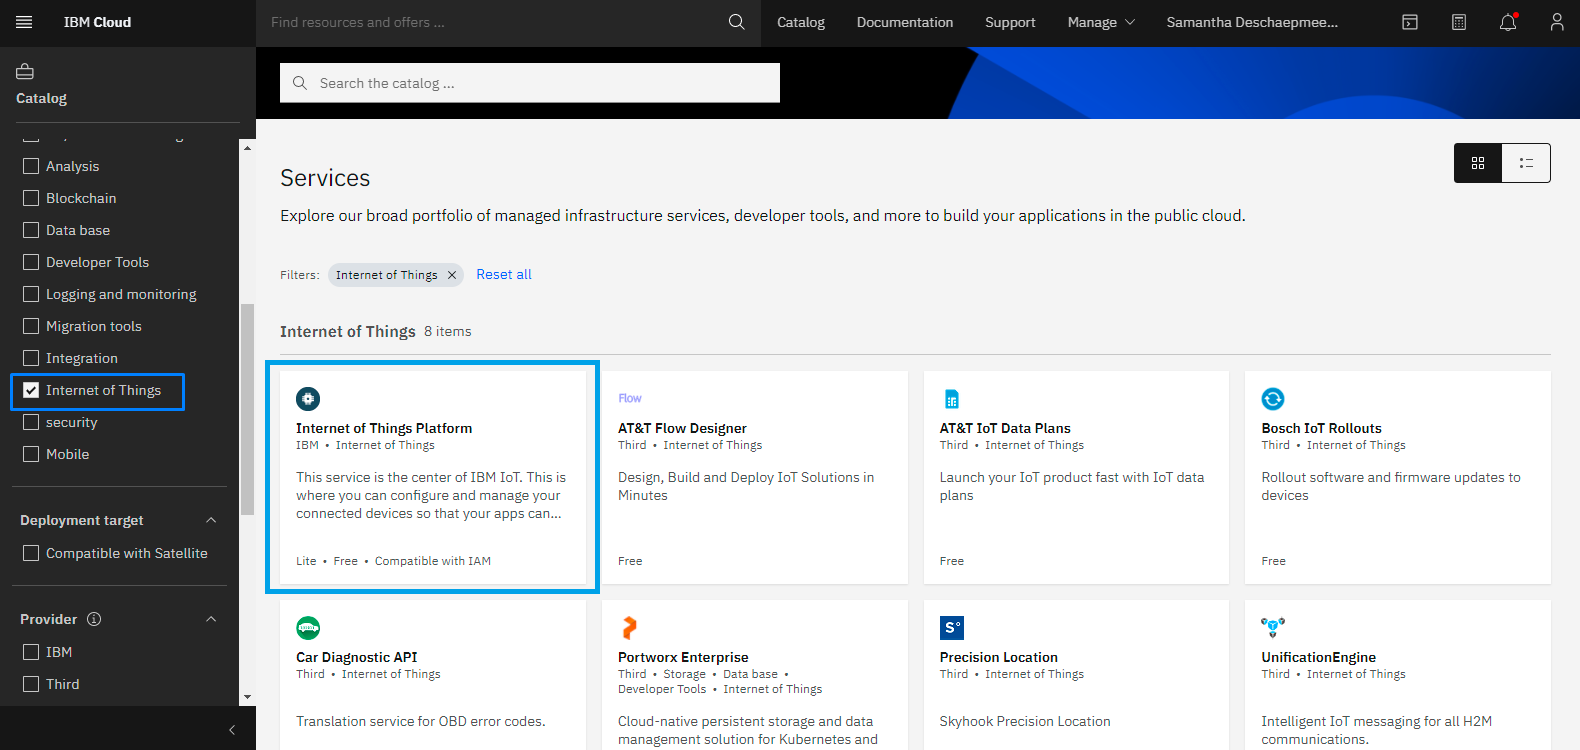 IBM Cloud
Find resources and offers ...
Catalog
Documentation
Support
Manage
Samantha Deschaepmee...
Catalog
Analysis
Blockchain
Data base
Developer Tools
Logging and monitoring
Migration tools
Integration
Internet of Things
security
Mobile
Deployment target
Compatible with Satellite
Provider
IBM
Third
Search the catalog ...
Services
Explore our broad portfolio of managed infrastructure services, developer tools, and more to build your applications in the public cloud.
Filters: Internet of Things × Reset all
Internet of Things 8 items
Internet of Things Platform
IBM • Internet of Things
This service is the center of IBM IoT. This is
where you can configure and manage your
connected devices so that your apps can...
Lite • Free • Compatible with IAM
Flow
AT&T Flow Designer
Third • Internet of Things
Design, Build and Deploy IoT Solutions in
Minutes
Free
AT&T IoT Data Plans
Third • Internet of Things
Launch your IoT product fast with IoT data
plans
Free
Bosch IoT Rollouts
Third • Internet of Things
Rollout software and firmware updates to
devices
Free
Car Diagnostic API
Third • Internet of Things
Translation service for OBD error codes.
Portworx Enterprise
Third • Storage • Data base •
Developer Tools • Internet of Things
Cloud-native persistent storage and data
management solution for Kubernetes and
S°
Precision Location
Third • Internet of Things
Skyhook Precision Location
UnificationEngine
Third • Internet of Things
Intelligent IoT messaging for all H2M
communications.